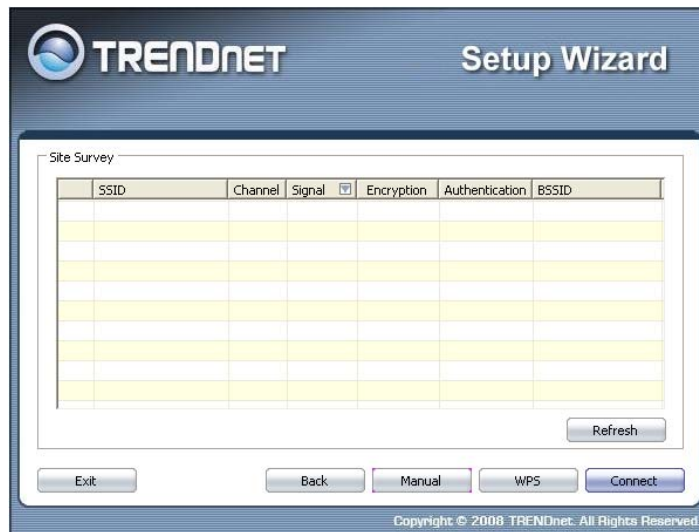 TRENDNET
Setup Wizard
Site Survey
SSID Channel Signal Encryption Authentication BSSID
Refresh
Exit Back Manual WPS Connect
Copyright © 2008 TRENDnet. All Rights Reserved